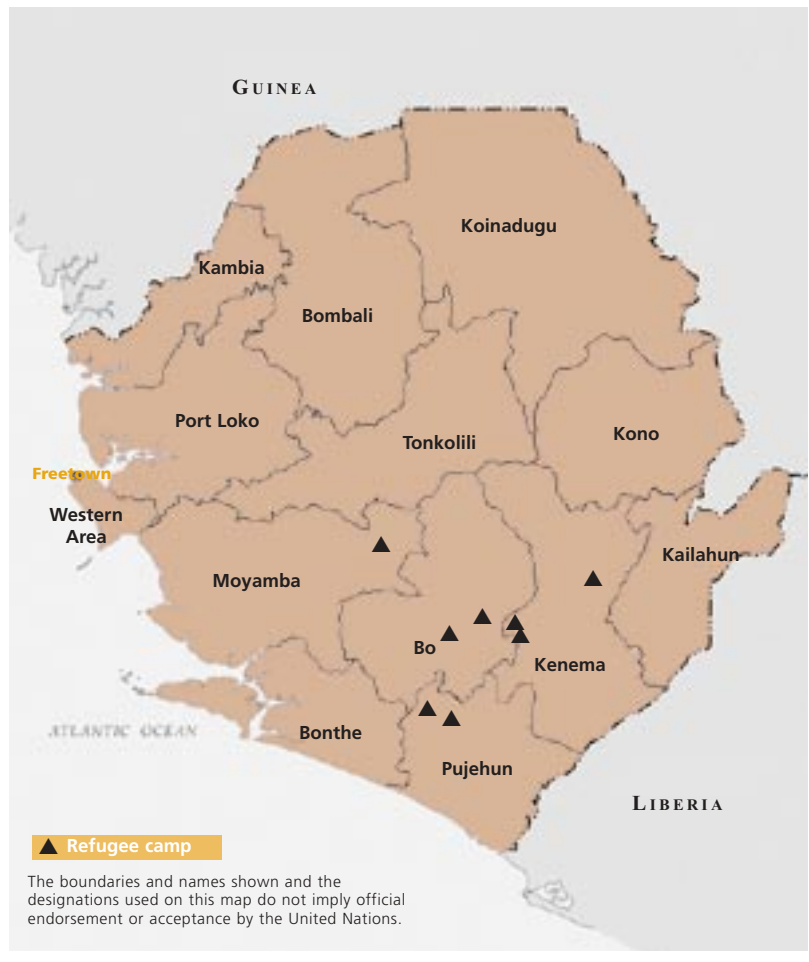 GUINEA
Koinadugu
Kambia
Bombali
Port Loko
Tonkolili
Kono
Freetown
Western
Area
Kailahun
Moyamba
Bo
Kenema
ATLANTIC OCEAN
Bonthe
Pujehun
LIBERIA
Refugee camp
The boundaries and names shown and the
designations used on this map do not imply official
endorsement or acceptance by the United Nations.